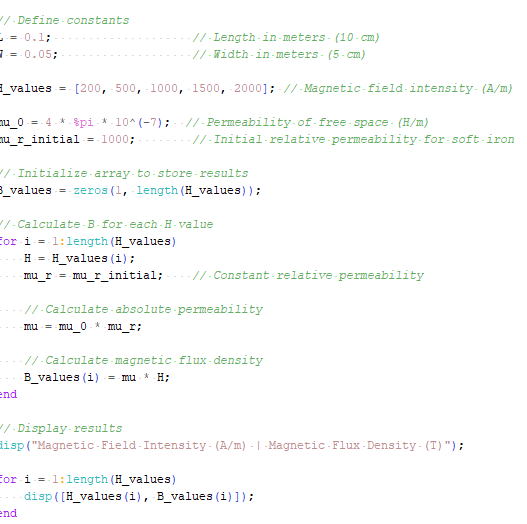 // Define constants
L = 0.1; // Length in meters (10 cm)
W = 0.05; // Width in meters (5 cm)
H_values = [200, 500, 1000, 1500, 2000]; // Magnetic field intensity (A/m)
mu_0 = 4 * %pi * 10^(-7); // Permeability of free space (H/m)
mu_r_initial = 1000; // Initial relative permeability for soft iron
// Initialize array to store results
B_values = zeros(1, length(H_values));
// Calculate B for each H value
for i = 1:length(H_values)
H = H_values(i);
mu_r = mu_r_initial; // Constant relative permeability
// Calculate absolute permeability
mu = mu_0 * mu_r;
// Calculate magnetic flux density
B_values(i) = mu * H;
end
// Display results
disp("Magnetic Field Intensity (A/m) | Magnetic Flux Density (T)");
for i = 1:length(H_values)
disp([H_values(i), B_values(i)]);
end